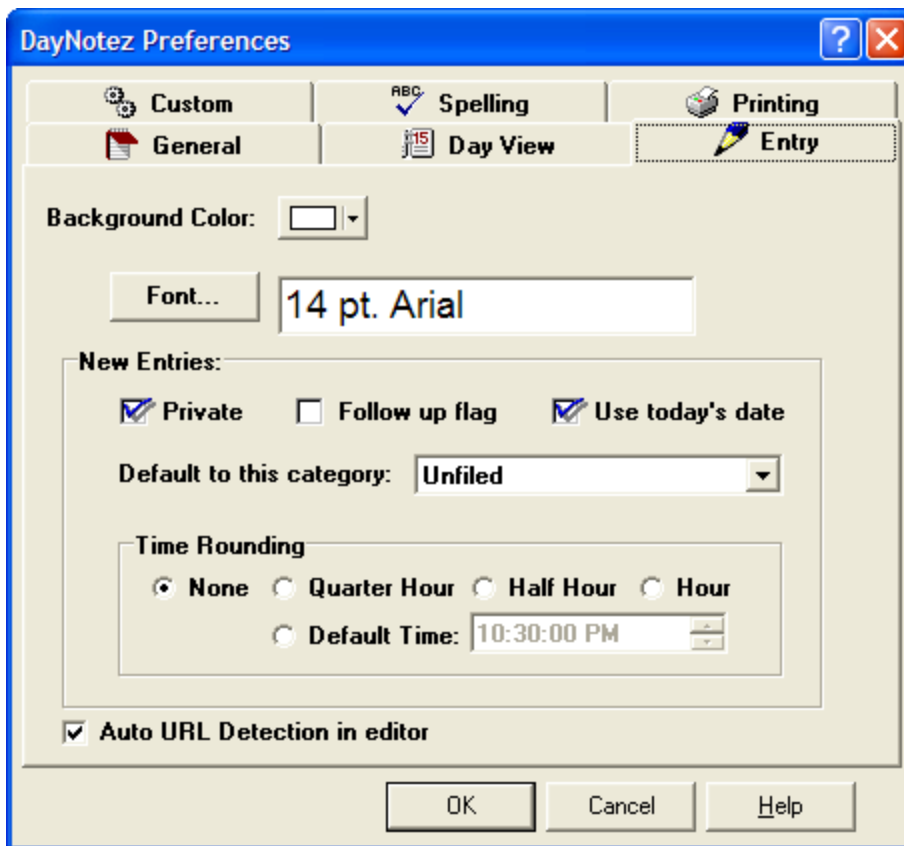 DayNotez Preferences
Custom
ABC Spelling
Printing
General
15 Day View
Entry
Background Color:
Font...
14 pt. Arial
New Entries:
Private
Follow up flag
Use today's date
Default to this category:
Unfiled
Time Rounding
None
Quarter Hour
Half Hour
Hour
Default Time:
10:30:00 PM
Auto URL Detection in editor
OK
Cancel
Help